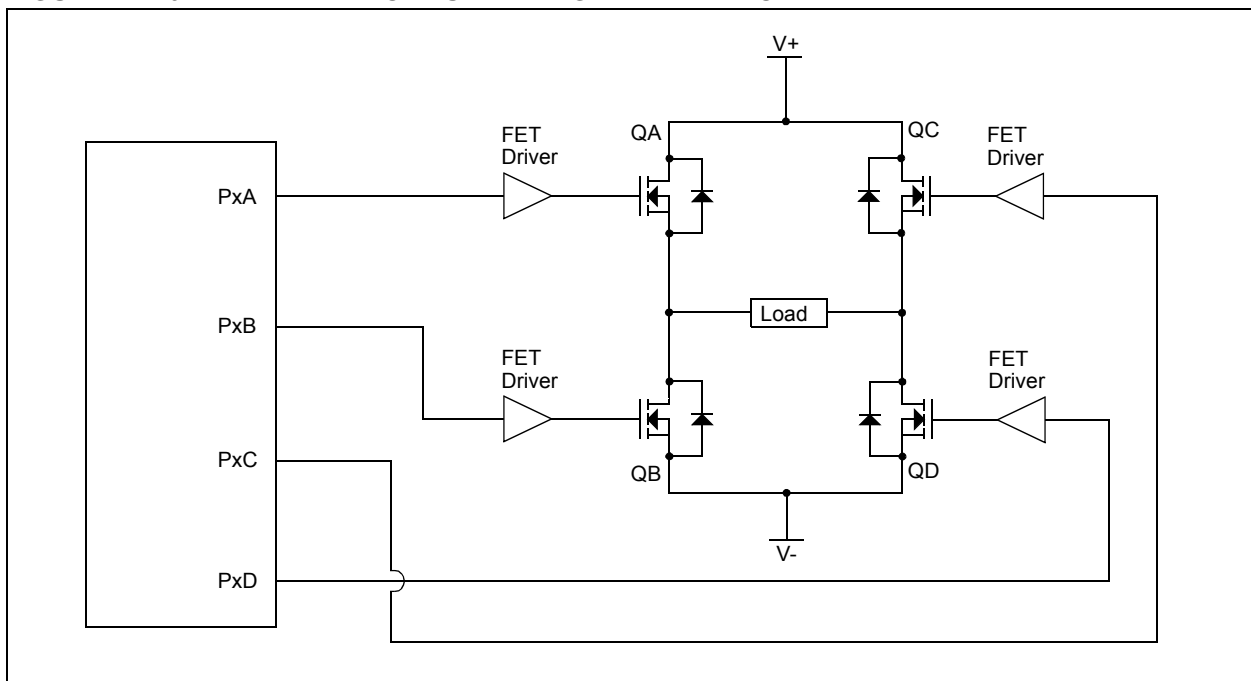 V+
FET
Driver
QA
QC
FET
Driver
PxA
PxB
Load
FET
Driver
FET
Driver
PxC
QB
QD
V-
PxD